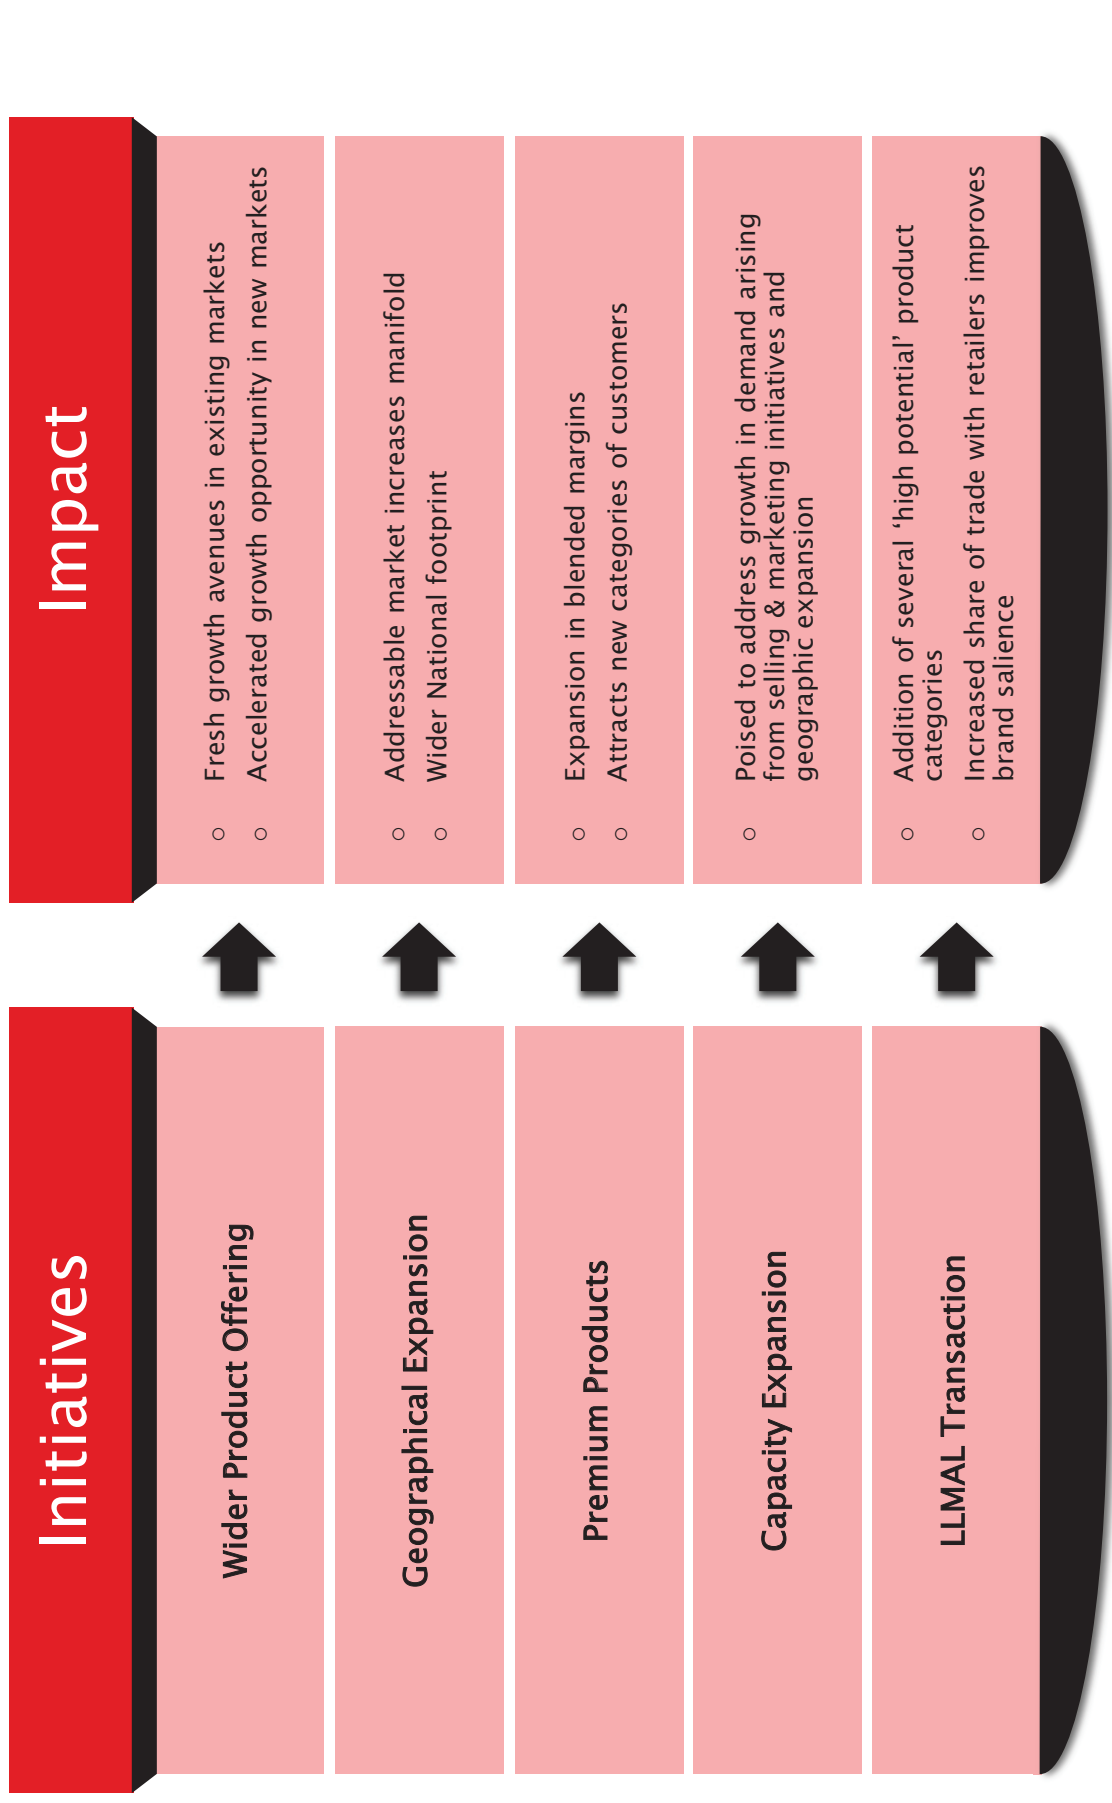 Initiatives
Impact
Wider Product Offering
○ Fresh growth avenues in existing markets
○ Accelerated growth opportunity in new markets
Geographical Expansion
○ Addressable market increases manifold
○ Wider National footprint
Premium Products
○ Expansion in blended margins
○ Attracts new categories of customers
Capacity Expansion
○ Poised to address growth in demand arising
from selling & marketing initiatives and
geographic expansion
LLMAL Transaction
○ Addition of several ‘high potential’ product
categories
○ Increased share of trade with retailers improves
brand salience